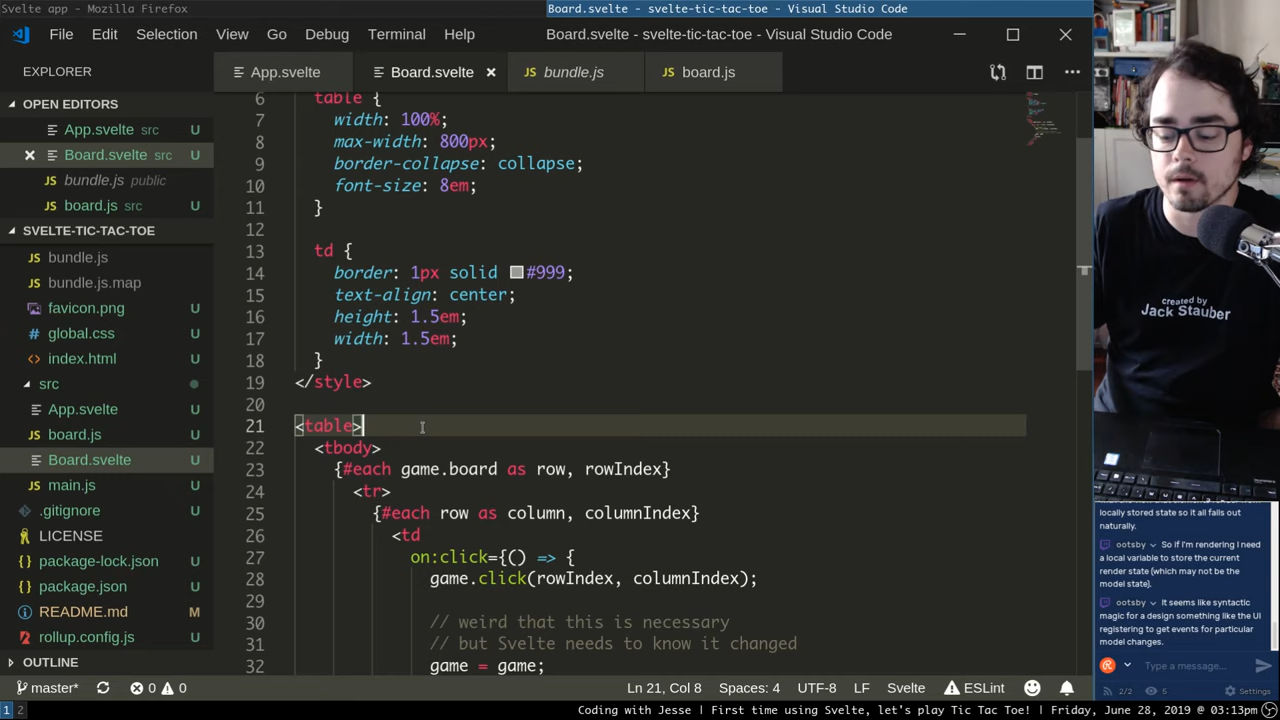 Svelte app - Mozilla Firefox
Board.svelte - svelte-tic-tac-toe - Visual Studio Code
File Edit Selection View Go Debug Terminal Help
Board.svelte - svelte-tic-tac-toe - Visual Studio Code
EXPLORER
App.svelte
Board.svelte
bundle.js
board.js
OPEN EDITORS
App.svelte src U
Board.svelte src U
bundle.js public
board.js src U
SVELTE-TIC-TAC-TOE
bundle.js U
bundle.js.map U
favicon.png U
global.css U
index.html U
src
App.svelte U
board.js U
Board.svelte U
main.js U
.gitignore U
LICENSE U
package-lock.json U
package.json U
README.md M
rollup.config.js U
OUTLINE
6 table {
7 width: 100%;
8 max-width: 800px;
9 border-collapse: collapse;
10 font-size: 8em;
11 }
12
13 td {
14 border: 1px solid #999;
15 text-align: center;
16 height: 1.5em;
17 width: 1.5em;
18 }
19 </style>
20
21 <table>
22 <tbody>
23 {#each game.board as row, rowIndex}
24 <tr>
25 {#each row as column, columnIndex}
26 <td
27 on:click={() => {
28 game.click(rowIndex, columnIndex);
29
30 // weird that this is necessary
31 // but Svelte needs to know it changed
32 game = game;
created by
Jack Stauber
locally stored state so it all falls out
naturally.
ootsby So if I'm rendering I need
a local variable to store the current
render state (which may not be the
model state).
ootsby It seems like syntactic
magic for a design something like the UI
registering to get events for particular
model changes.
Type a message...
2/2 5 Settings
master* 0 0
Ln 21, Col 8 Spaces: 4 UTF-8 LF Svelte ESLint
1 2
Coding with Jesse | First time using Svelte, let's play Tic Tac Toe! | Friday, June 28, 2019 @ 03:13pm